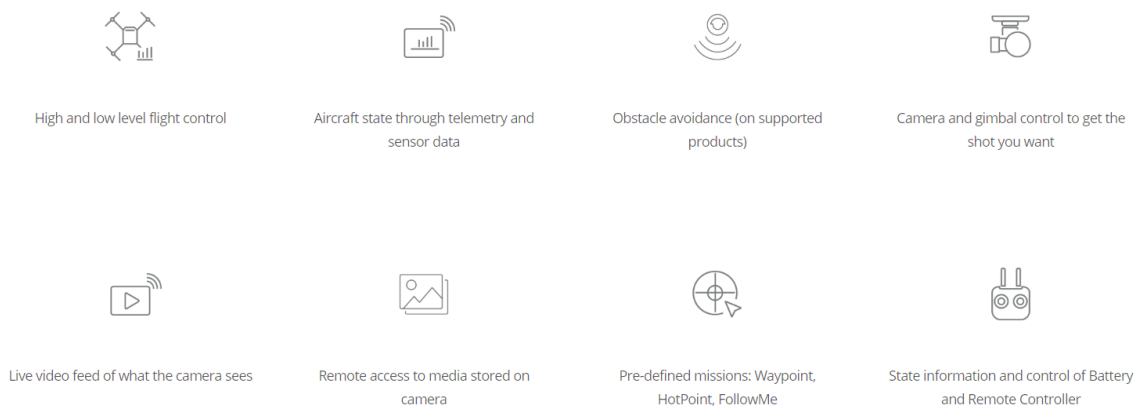 High and low level flight control
Aircraft state through telemetry and
sensor data
Obstacle avoidance (on supported
products)
Camera and gimbal control to get the
shot you want
Live video feed of what the camera sees
Remote access to media stored on
camera
Pre-defined missions: Waypoint,
HotPoint, FollowMe
State information and control of Battery
and Remote Controller